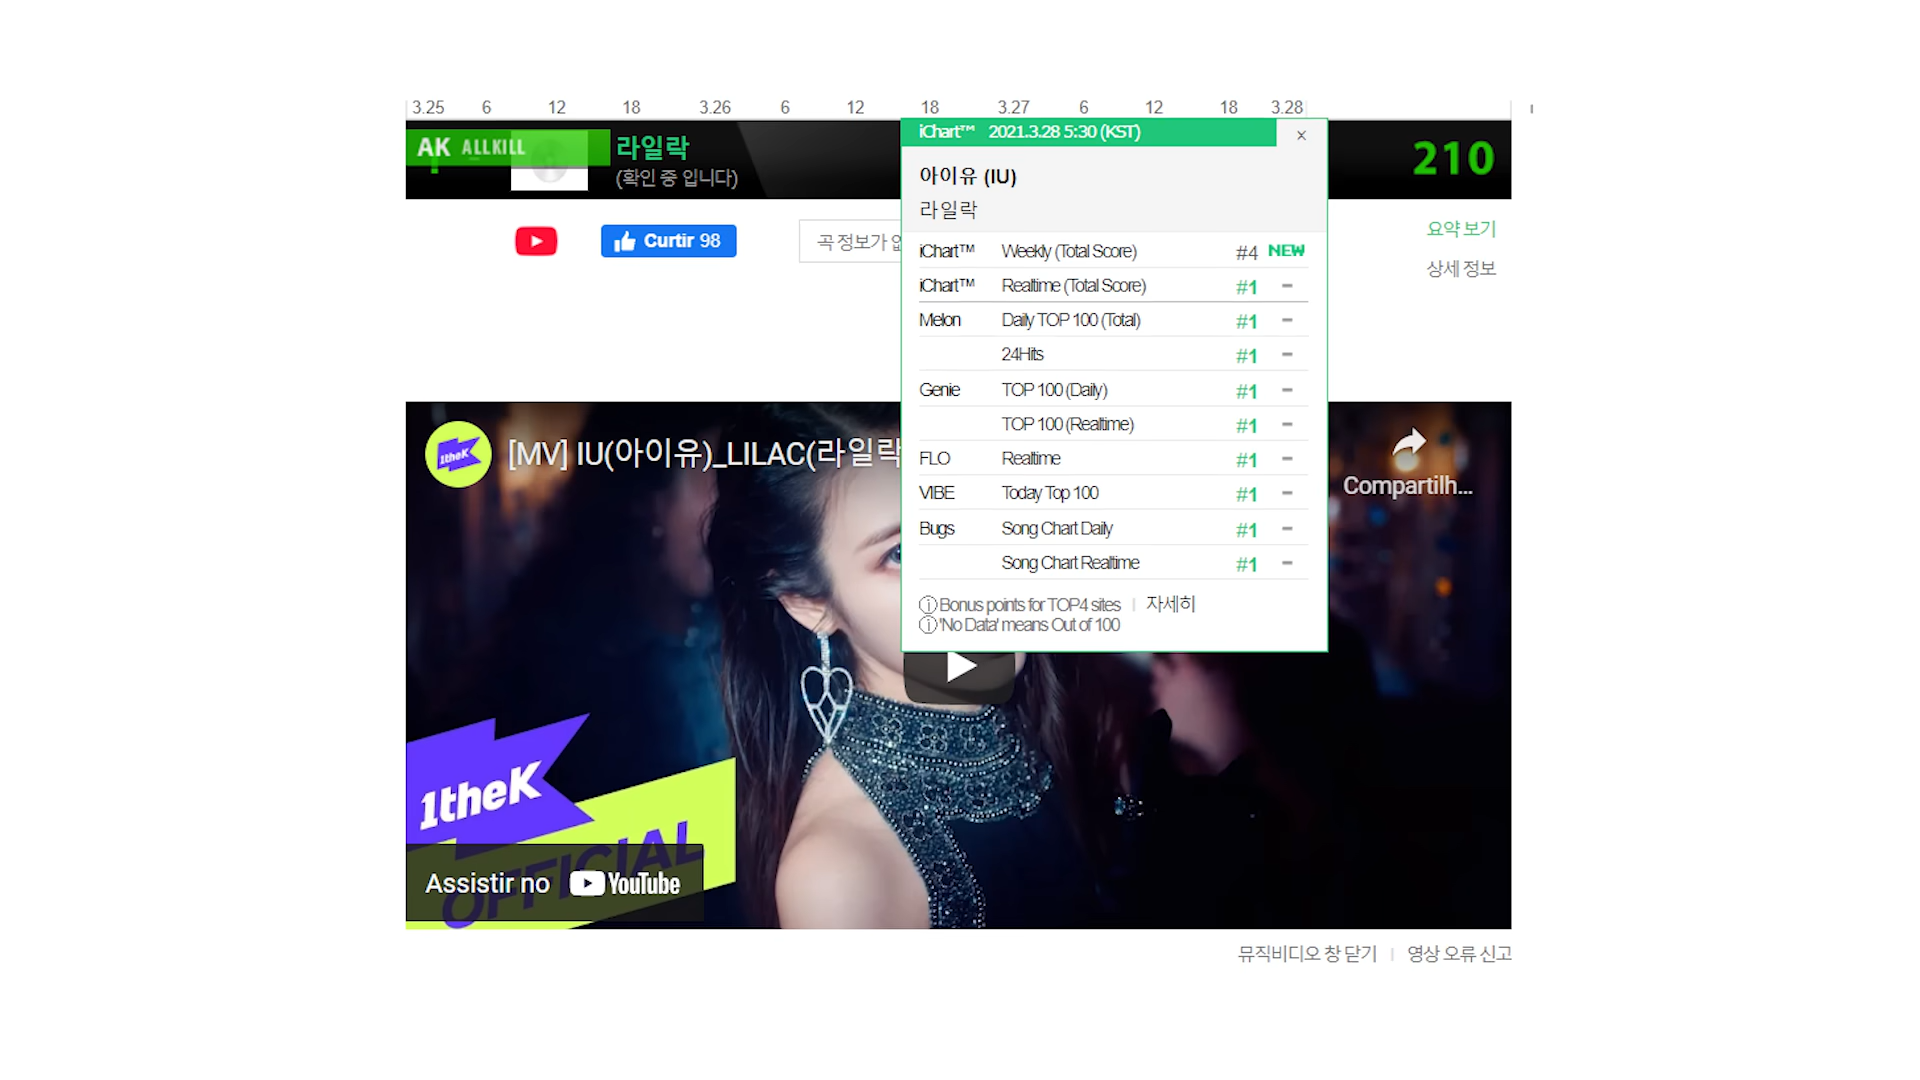 3.25 6 12 18 3.26 6 12 18 3.27 6 12 18 3.28
AK ALLKILL
라일락
(확인 중 입니다)
210
Curtir 98
곡 정보가
요약 보기
상세 정보
iChart™ 2021.3.28 5:30 (KST)
×
아이유 (IU)
라일락
iChart™ Weekly (Total Score) #4 NEW
iChart™ Realtime (Total Score) #1 -
Melon Daily TOP 100 (Total) #1 -
24Hits #1 -
Genie TOP 100 (Daily) #1 -
TOP 100 (Realtime) #1 -
FLO Realtime #1 -
VIBE Today Top 100 #1 -
Bugs Song Chart Daily #1 -
Song Chart Realtime #1 -
ⓘ Bonus points for TOP4 sites | 자세히
ⓘ 'No Data' means Out of 100
1theK
[MV] IU(아이유)_LILAC(라일락
Compartilh...
1theK
OFFICIAL
Assistir no YouTube
뮤직비디오 창 닫기 | 영상 오류 신고